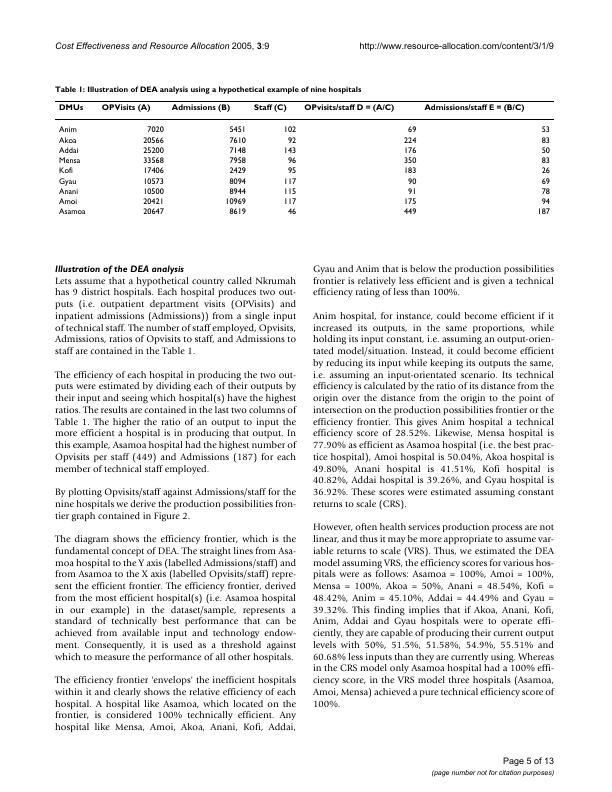 Cost Effectiveness and Resource Allocation 2005, 3:9 http://www.resource-allocation.com/content/3/1/9
Table 1: Illustration of DEA analysis using a hypothetical example of nine hospitals
DMUs OPVisits (A) Admissions (B) Staff (C) OPvisits/staff D = (A/C) Admissions/staff E = (B/C)
Anim 7020 5451 102 69 53
Akoa 20566 7610 92 224 83
Addai 25200 7148 143 176 50
Mensa 33568 7958 96 350 83
Kofi 17406 2429 95 183 26
Gyau 10573 8094 117 90 69
Anani 10500 8944 115 91 78
Amoi 20421 10969 117 175 94
Asamoa 20647 8619 46 449 187
Illustration of the DEA analysis
Lets assume that a hypothetical country called Nkrumah
has 9 district hospitals. Each hospital produces two out-
puts (i.e. outpatient department visits (OPVisits) and
inpatient admissions (Admissions)) from a single input
of technical staff. The number of staff employed, Opvisits,
Admissions, ratios of Opvisits to staff, and Admissions to
staff are contained in the Table 1.
The efficiency of each hospital in producing the two out-
puts were estimated by dividing each of their outputs by
their input and seeing which hospital(s) have the highest
ratios. The results are contained in the last two columns of
Table 1. The higher the ratio of an output to input the
more efficient a hospital is in producing that output. In
this example, Asamoa hospital had the highest number of
Opvisits per staff (449) and Admissions (187) for each
member of technical staff employed.
By plotting Opvisits/staff against Admissions/staff for the
nine hospitals we derive the production possibilities fron-
tier graph contained in Figure 2.
The diagram shows the efficiency frontier, which is the
fundamental concept of DEA. The straight lines from Asa-
moa hospital to the Y axis (labelled Admissions/staff) and
from Asamoa to the X axis (labelled Opvisits/staff) repre-
sent the efficient frontier. The efficiency frontier, derived
from the most efficient hospital(s) (i.e. Asamoa hospital
in our example) in the dataset/sample, represents a
standard of technically best performance that can be
achieved from available input and technology endow-
ment. Consequently, it is used as a threshold against
which to measure the performance of all other hospitals.
The efficiency frontier 'envelops' the inefficient hospitals
within it and clearly shows the relative efficiency of each
hospital. A hospital like Asamoa, which located on the
frontier, is considered 100% technically efficient. Any
hospital like Mensa, Amoi, Akoa, Anani, Kofi, Addai,
Gyau and Anim that is below the production possibilities
frontier is relatively less efficient and is given a technical
efficiency rating of less than 100%.
Anim hospital, for instance, could become efficient if it
increased its outputs, in the same proportions, while
holding its input constant, i.e. assuming an output-orien-
tated model/situation. Instead, it could become efficient
by reducing its input while keeping its outputs the same,
i.e. assuming an input-orientated scenario. Its technical
efficiency is calculated by the ratio of its distance from the
origin over the distance from the origin to the point of
intersection on the production possibilities frontier or the
efficiency frontier. This gives Anim hospital a technical
efficiency score of 28.52%. Likewise, Mensa hospital is
77.90% as efficient as Asamoa hospital (i.e. the best prac-
tice hospital), Amoi hospital is 50.04%, Akoa hospital is
49.80%, Anani hospital is 41.51%, Kofi hospital is
40.82%, Addai hospital is 39.26%, and Gyau hospital is
36.92%. These scores were estimated assuming constant
returns to scale (CRS).
However, often health services production process are not
linear, and thus it may be more appropriate to assume var-
iable returns to scale (VRS). Thus, we estimated the DEA
model assuming VRS, the efficiency scores for various hos-
pitals were as follows: Asamoa = 100%, Amoi = 100%,
Mensa = 100%, Akoa = 50%, Anani = 48.54%, Kofi =
48.42%, Anim = 45.10%, Addai = 44.49% and Gyau =
39.32%. This finding implies that if Akoa, Anani, Kofi,
Anim, Addai and Gyau hospitals were to operate effi-
ciently, they are capable of producing their current output
levels with 50%, 51.5%, 51.58%, 54.9%, 55.51% and
60.68% less inputs than they are currently using. Whereas
in the CRS model only Asamoa hospital had a 100% effi-
ciency score, in the VRS model three hospitals (Asamoa,
Amoi, Mensa) achieved a pure technical efficiency score of
100%.
Page 5 of 13
(page number not for citation purposes)